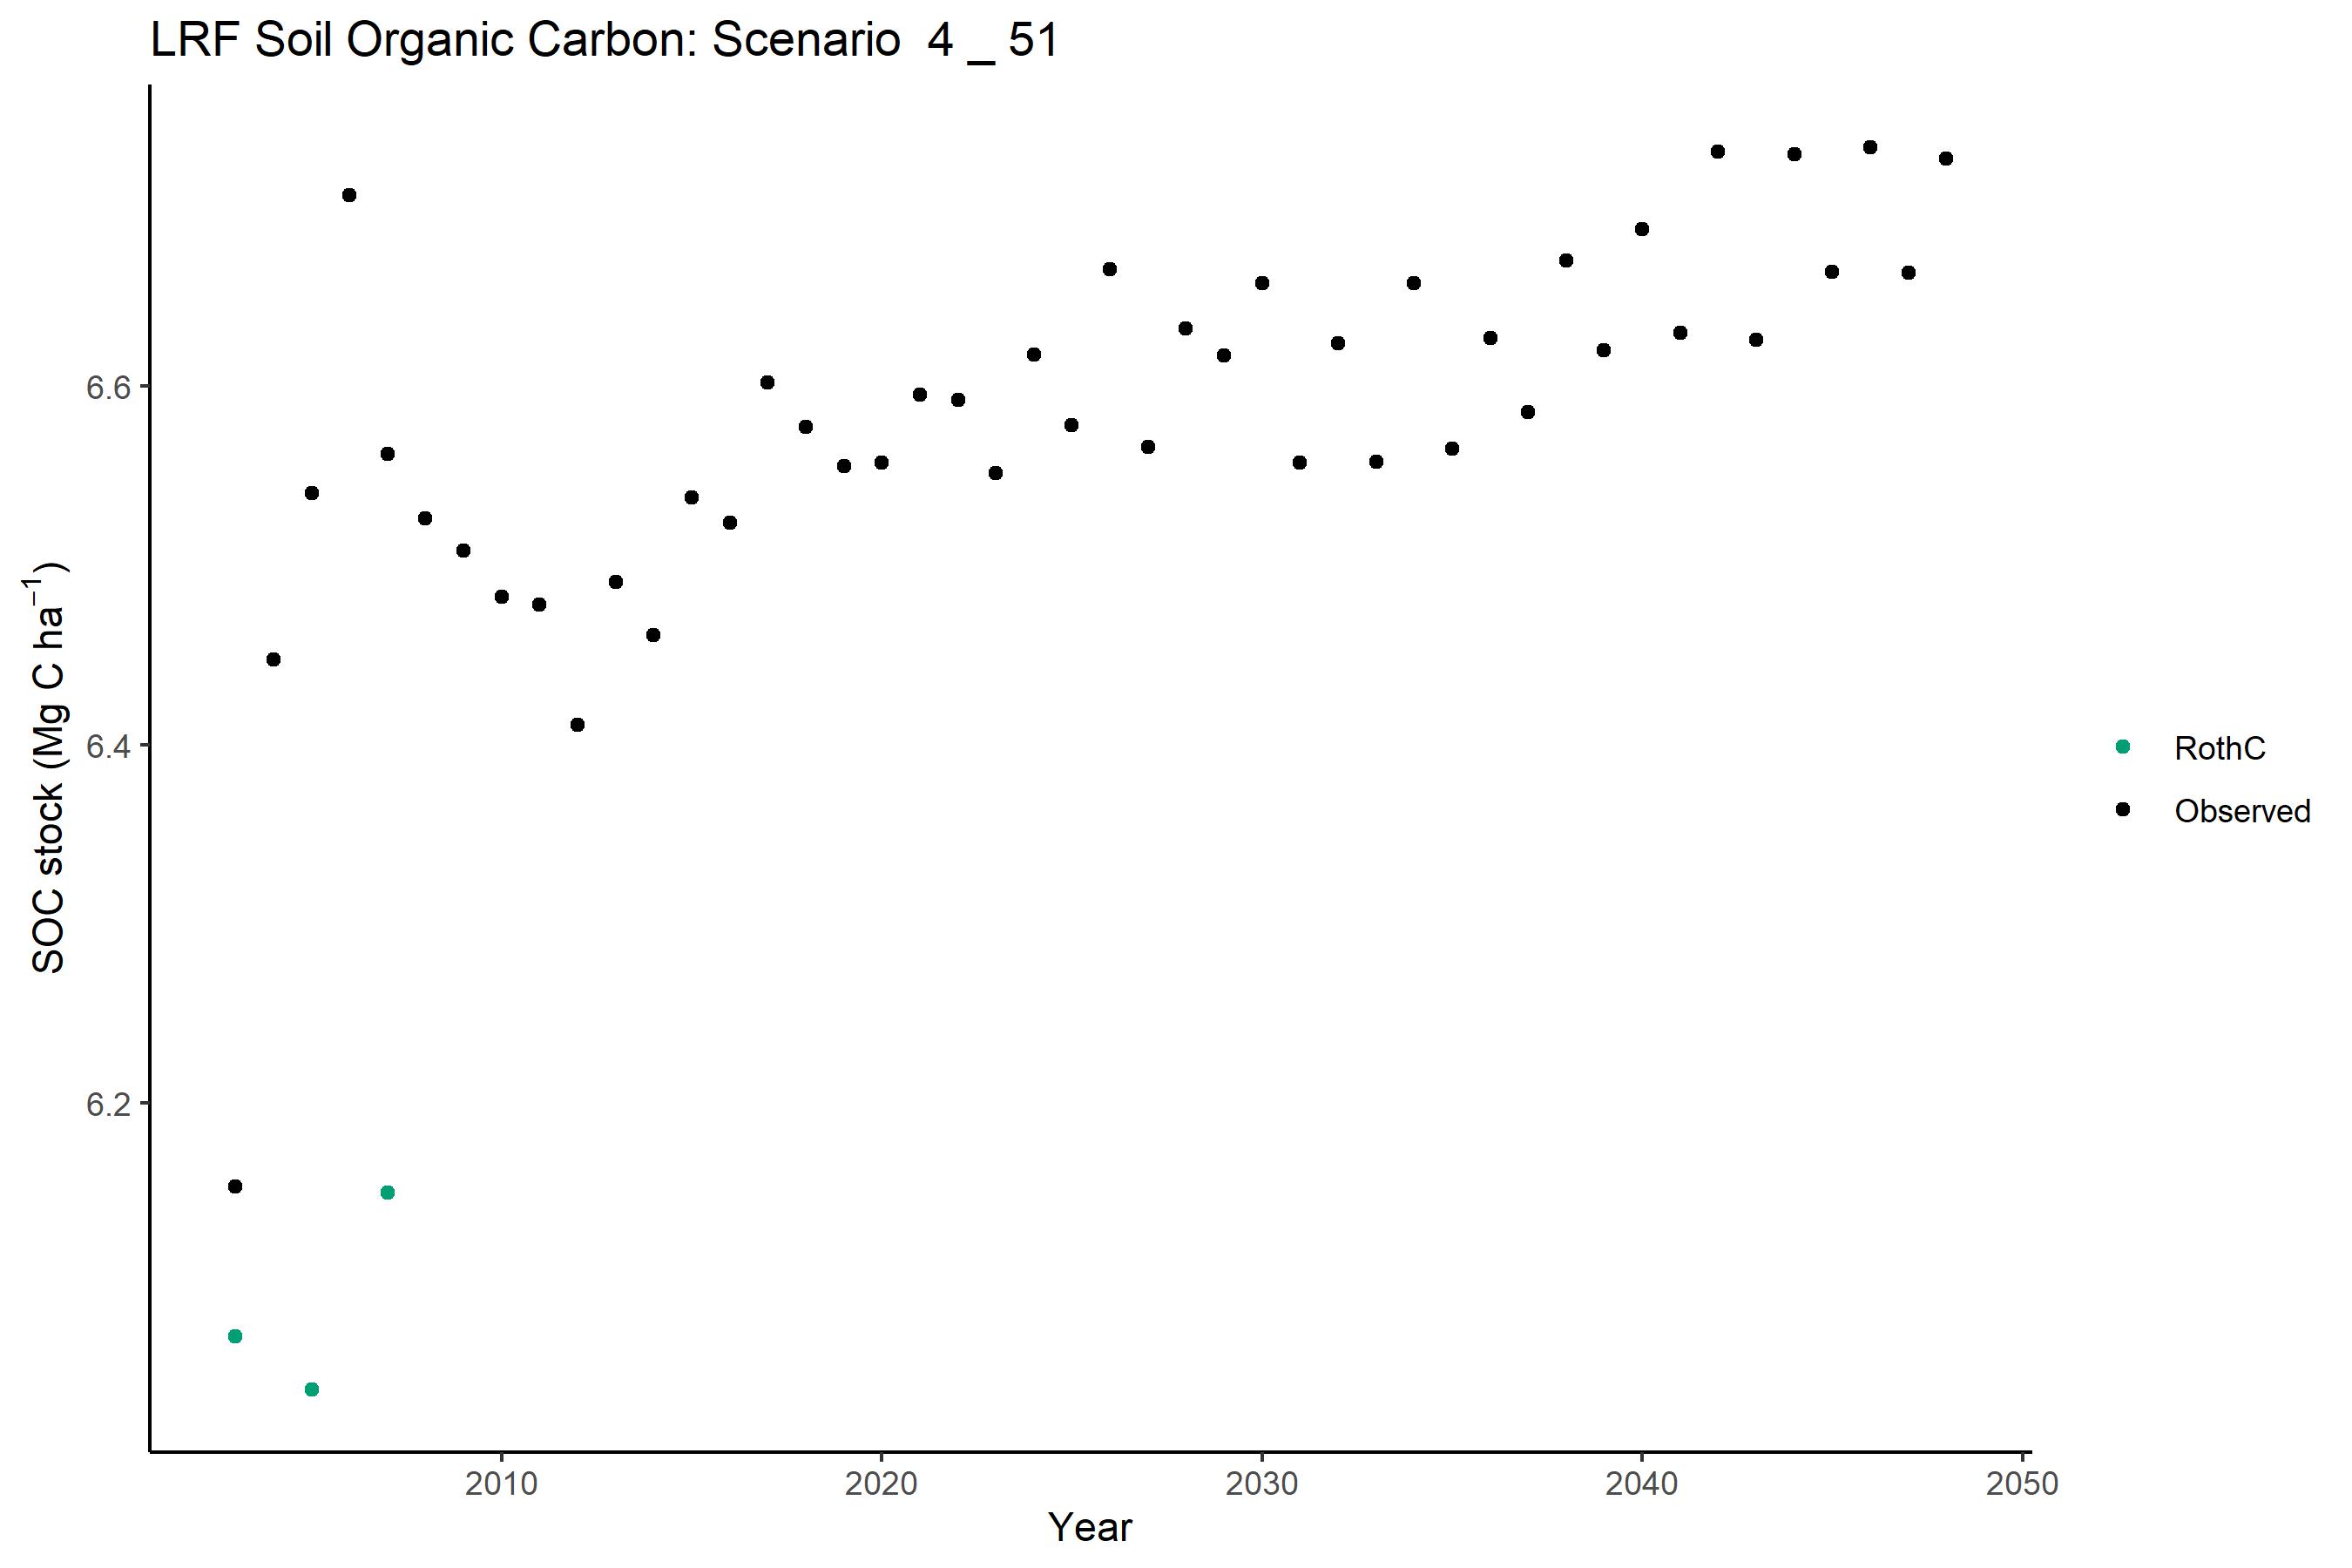 LRF Soil Organic Carbon: Scenario  4 _ 51
SOC stock (Mg C ha⁻¹)
6.6
6.4
6.2
2010
2020
2030
2040
2050
Year
RothC
Observed